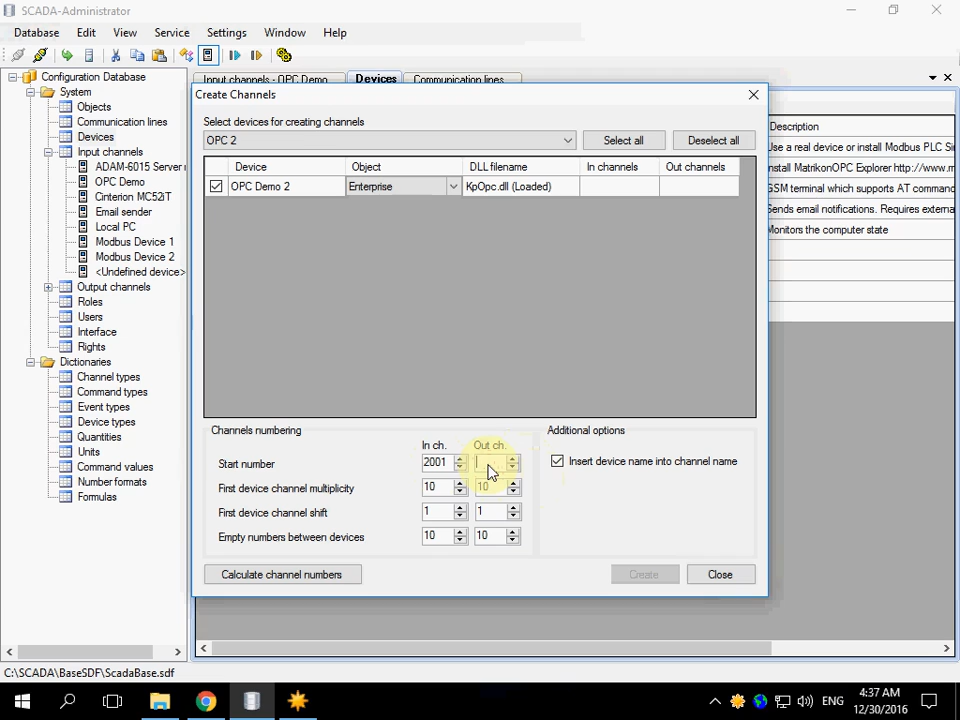 SCADA-Administrator
Database Edit View Service Settings Window Help
Configuration Database
System
Objects
Communication lines
Devices
Input channels
ADAM-6015 Server
OPC Demo
Cinterion MC52iT
Email sender
Local PC
Modbus Device 1
Modbus Device 2
<Undefined device>
Output channels
Roles
Users
Interface
Rights
Dictionaries
Channel types
Command types
Event types
Device types
Quantities
Units
Command values
Number formats
Formulas
Input channels - OPC Demo Devices Communication lines
Description
Use a real device or install Modbus PLC Si
Install MatrikonOPC Explorer http://www.m
GSM terminal which supports AT command
Sends email notifications. Requires externa
Monitors the computer state
Create Channels
Select devices for creating channels
OPC 2 Select all Deselect all
Device Object DLL filename In channels Out channels
OPC Demo 2 Enterprise KpOpc.dll (Loaded)
Channels numbering
In ch. Out ch.
Start number 2001
First device channel multiplicity 10 10
First device channel shift 1 1
Empty numbers between devices 10 10
Additional options
Insert device name into channel name
Calculate channel numbers Create Close
C:\SCADA\BaseSDF\ScadaBase.sdf
ENG
4:37 AM
12/30/2016